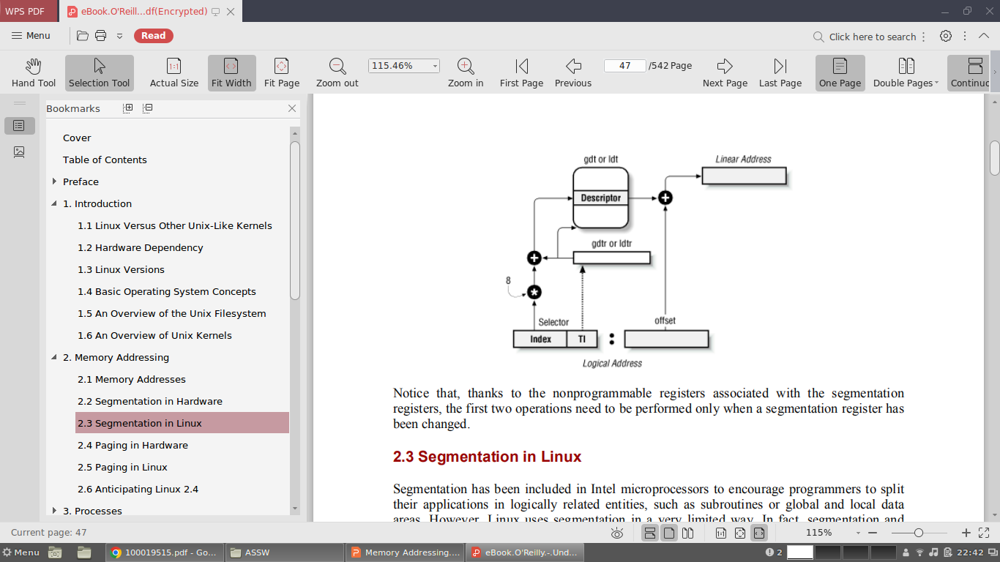 WPS PDF
eBook.O'Reill...df(Encrypted)
Menu
Read
Click here to search
Hand Tool
Selection Tool
1:1
Actual Size
Fit Width
Fit Page
Zoom out
115.46%
Zoom in
First Page
Previous
47 /542 Page
Next Page
Last Page
One Page
Double Pages
Continuc
Bookmarks
Cover
Table of Contents
Preface
1. Introduction
1.1 Linux Versus Other Unix-Like Kernels
1.2 Hardware Dependency
1.3 Linux Versions
1.4 Basic Operating System Concepts
1.5 An Overview of the Unix Filesystem
1.6 An Overview of Unix Kernels
2. Memory Addressing
2.1 Memory Addresses
2.2 Segmentation in Hardware
2.3 Segmentation in Linux
2.4 Paging in Hardware
2.5 Paging in Linux
2.6 Anticipating Linux 2.4
3. Processes
gdt or ldt
Linear Address
Descriptor
+
gdtr or ldtr
+
8
*
Selector
offset
Index
TI
:
Logical Address
Notice that, thanks to the nonprogrammable registers associated with the segmentation
registers, the first two operations need to be performed only when a segmentation register has
been changed.
2.3 Segmentation in Linux
Segmentation has been included in Intel microprocessors to encourage programmers to split
their applications in logically related entities, such as subroutines or global and local data
areas. However, Linux uses segmentation in a very limited way. In fact, segmentation and
Current page: 47
1:1
115%
Menu
100019515.pdf - Go...
ASSW
Memory Addressing....
eBook.O'Reilly.-.Und...
2
22:42